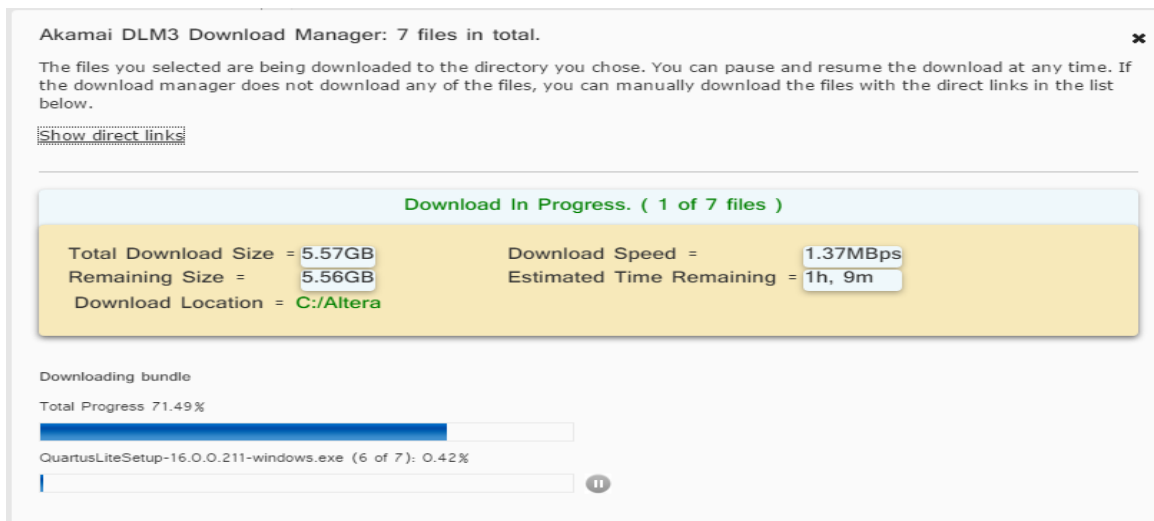 Akamai DLM3 Download Manager: 7 files in total.
The files you selected are being downloaded to the directory you chose. You can pause and resume the download at any time. If
the download manager does not download any of the files, you can manually download the files with the direct links in the list
below.
Show direct links
Download In Progress. ( 1 of 7 files )
Total Download Size = 5.57GB Download Speed = 1.37MBps
Remaining Size = 5.56GB Estimated Time Remaining = 1h, 9m
Download Location = C:/Altera
Downloading bundle
Total Progress 71.49%
QuartusLiteSetup-16.0.0.211-windows.exe (6 of 7): 0.42%